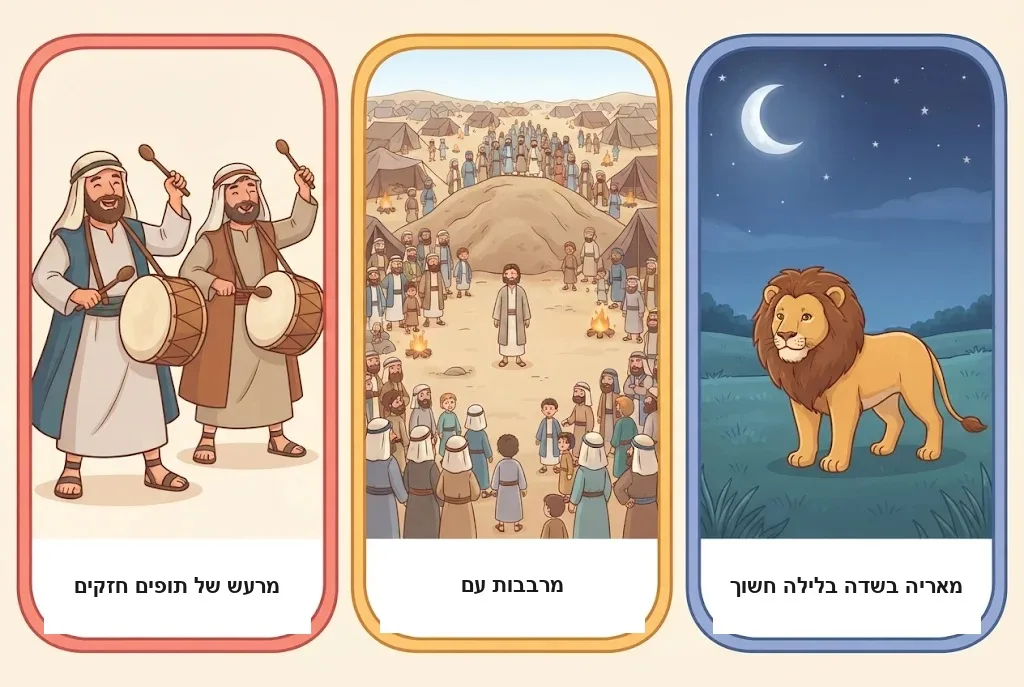 מרעש של תופים חזקים
מרבבות עם
מאריה בשדה בלילה חשוך